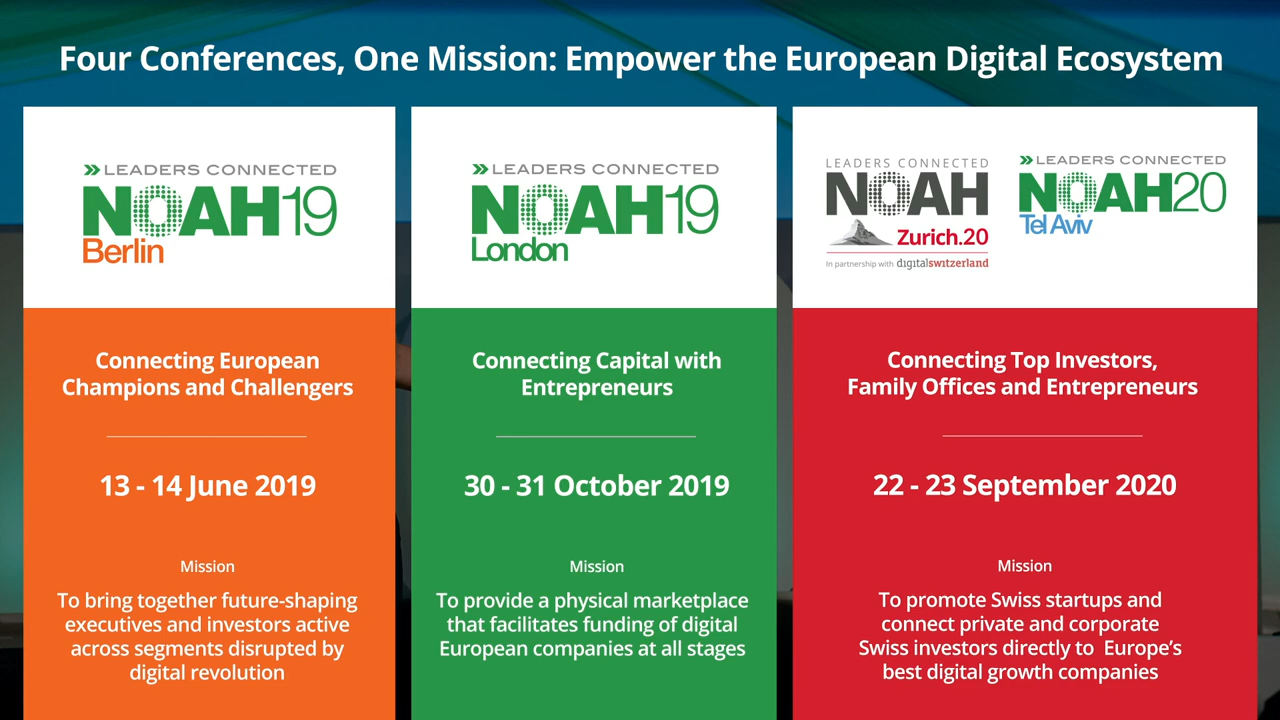 Four Conferences, One Mission: Empower the European Digital Ecosystem
LEADERS CONNECTED
NOAH19
Berlin
Connecting European
Champions and Challengers
13 - 14 June 2019
Mission
To bring together future-shaping
executives and investors active
across segments disrupted by
digital revolution
LEADERS CONNECTED
NOAH19
London
Connecting Capital with
Entrepreneurs
30 - 31 October 2019
Mission
To provide a physical marketplace
that facilitates funding of digital
European companies at all stages
LEADERS CONNECTED
NOAH
Zurich.20
In partnership with digitalswitzerland
LEADERS CONNECTED
NOAH20
Tel Aviv
Connecting Top Investors,
Family Offices and Entrepreneurs
22 - 23 September 2020
Mission
To promote Swiss startups and
connect private and corporate
Swiss investors directly to  Europe's
best digital growth companies